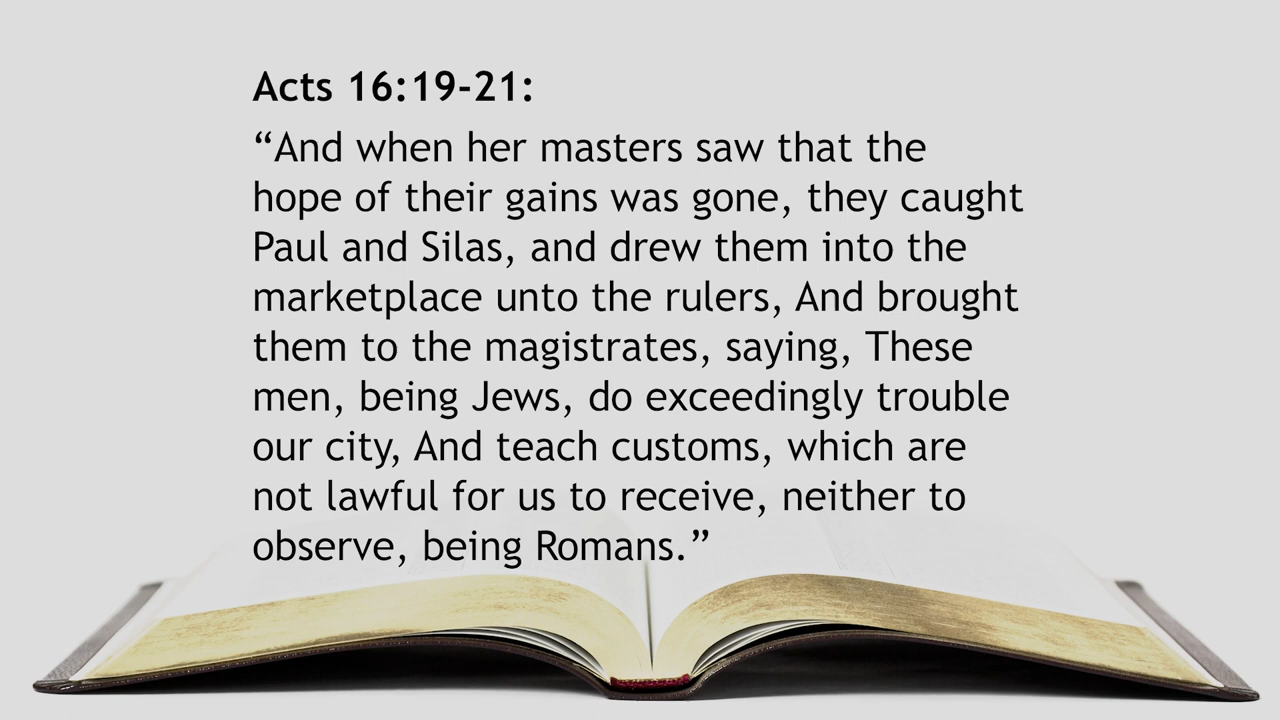 Acts 16:19-21:
“And when her masters saw that the
hope of their gains was gone, they caught
Paul and Silas, and drew them into the
marketplace unto the rulers, And brought
them to the magistrates, saying, These
men, being Jews, do exceedingly trouble
our city, And teach customs, which are
not lawful for us to receive, neither to
observe, being Romans.”